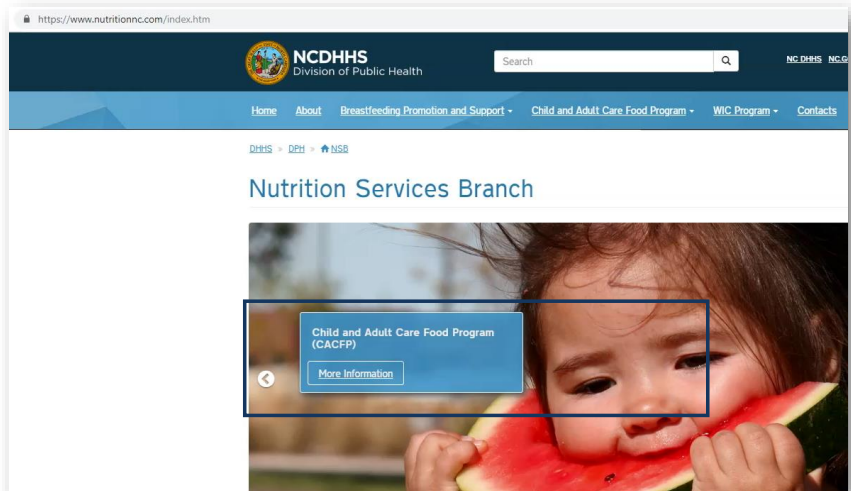 https://www.nutritionnc.com/index.htm
NCDHHS
Division of Public Health
Search
NC DHHS NC.G
Home About Breastfeeding Promotion and Support Child and Adult Care Food Program WIC Program Contacts
DHHS » DPH » NSB
Nutrition Services Branch
Child and Adult Care Food Program
(CACFP)
More Information